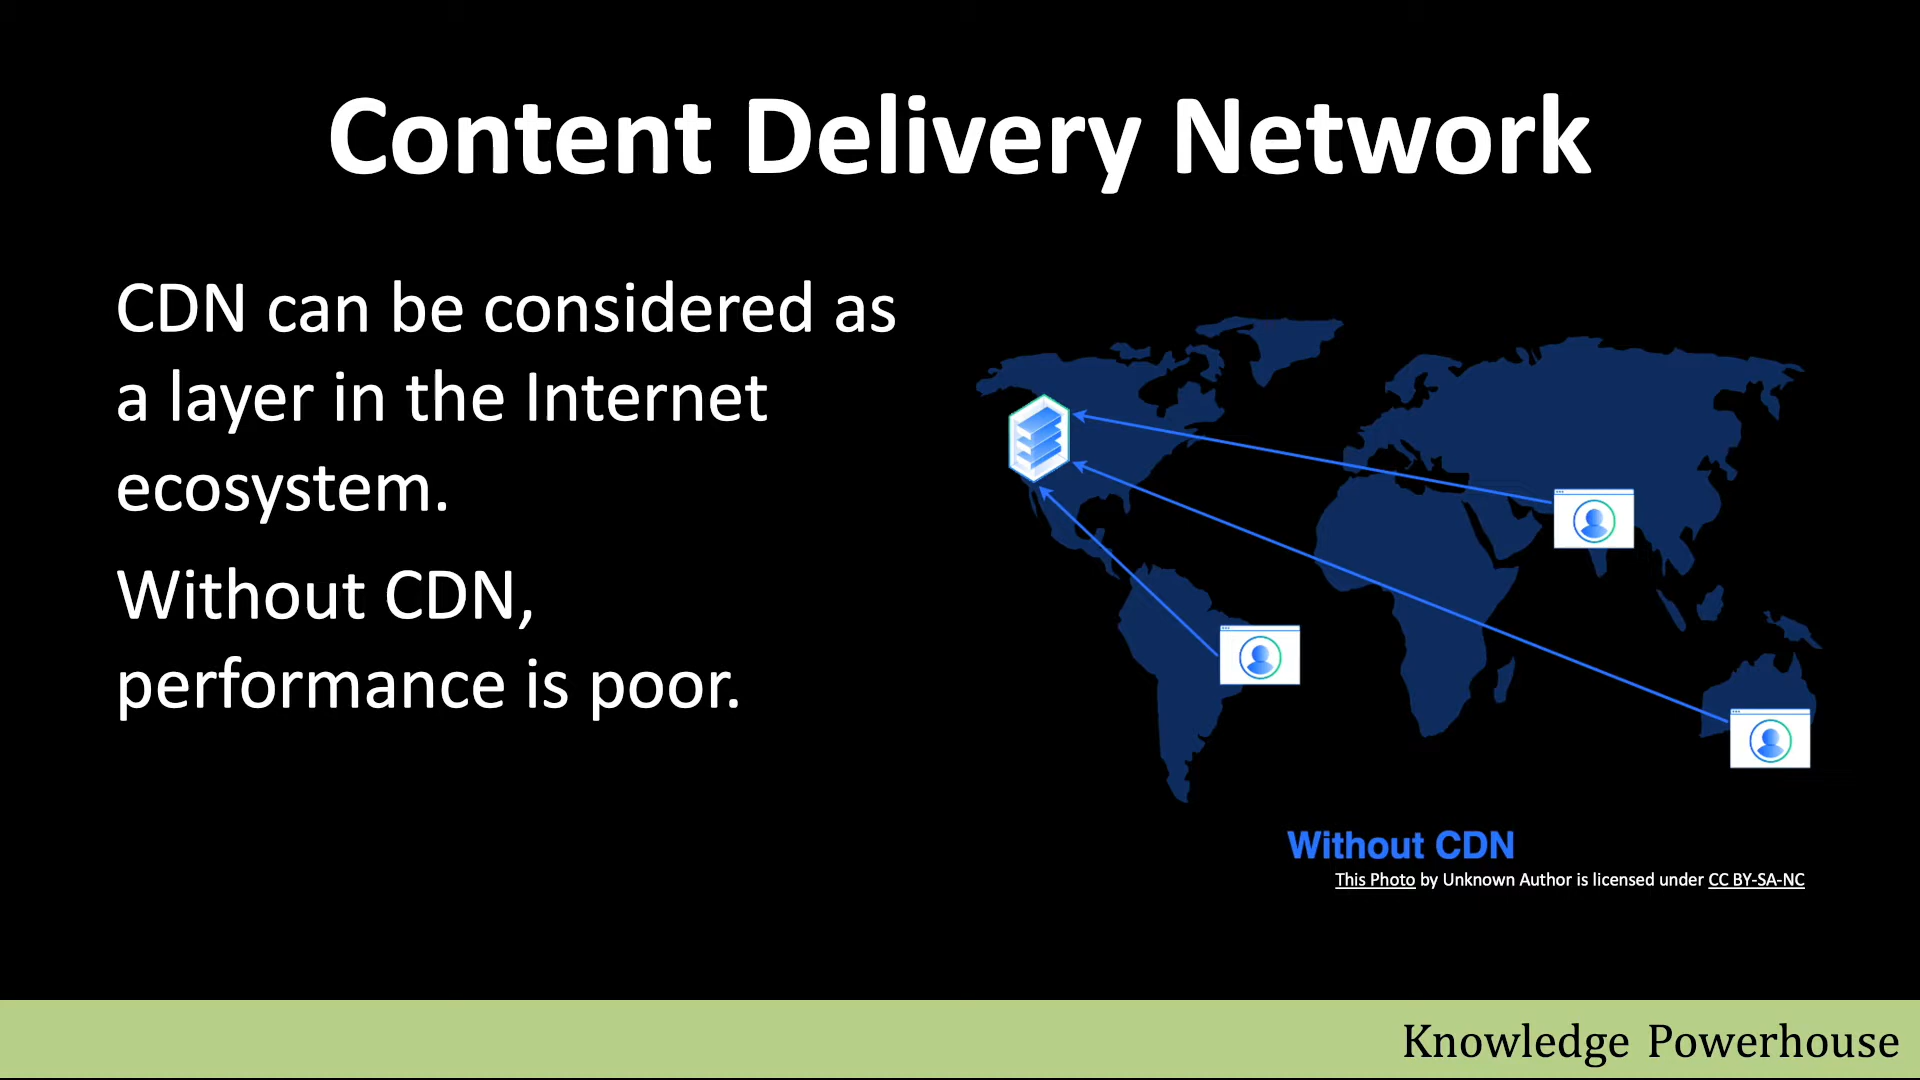 Content Delivery Network
CDN can be considered as
a layer in the Internet
ecosystem.
Without CDN,
performance is poor.
Without CDN
This Photo by Unknown Author is licensed under CC BY-SA-NC
Knowledge Powerhouse